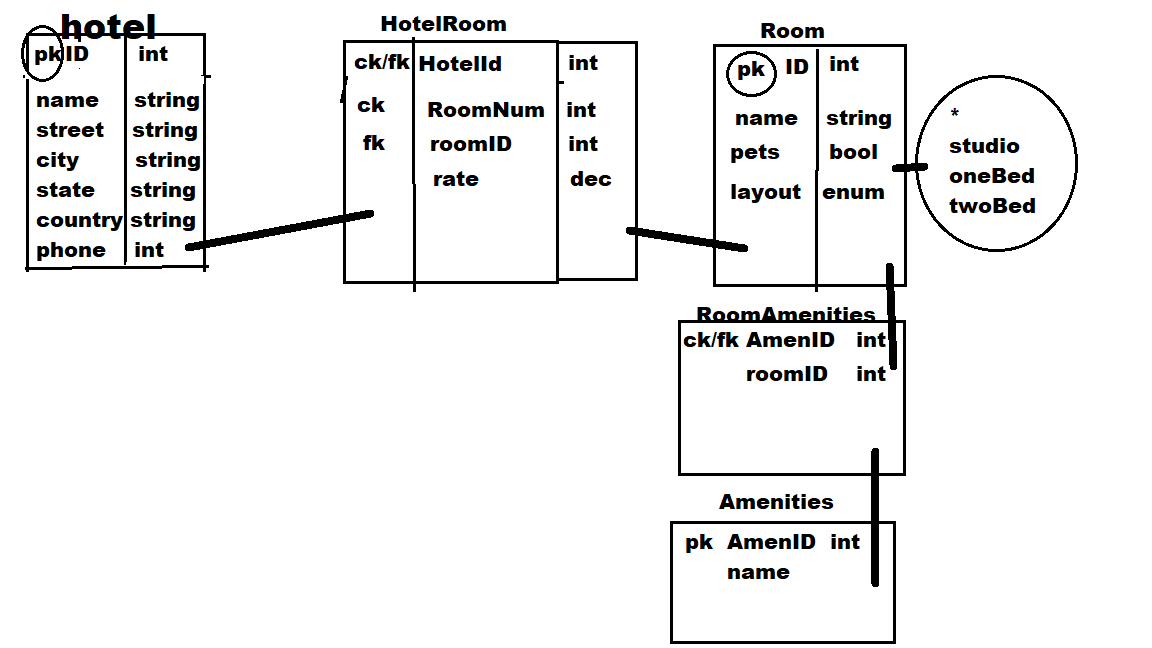 hotel
pk ID int
name string
street string
city string
state string
country string
phone int
HotelRoom
ck/fk HotelId int
ck RoomNum int
fk roomID int
rate dec
Room
pk ID int
name string
pets bool
layout enum
*
studio
oneBed
twoBed
RoomAmenities
ck/fk AmenID int
roomID int
Amenities
pk AmenID int
name